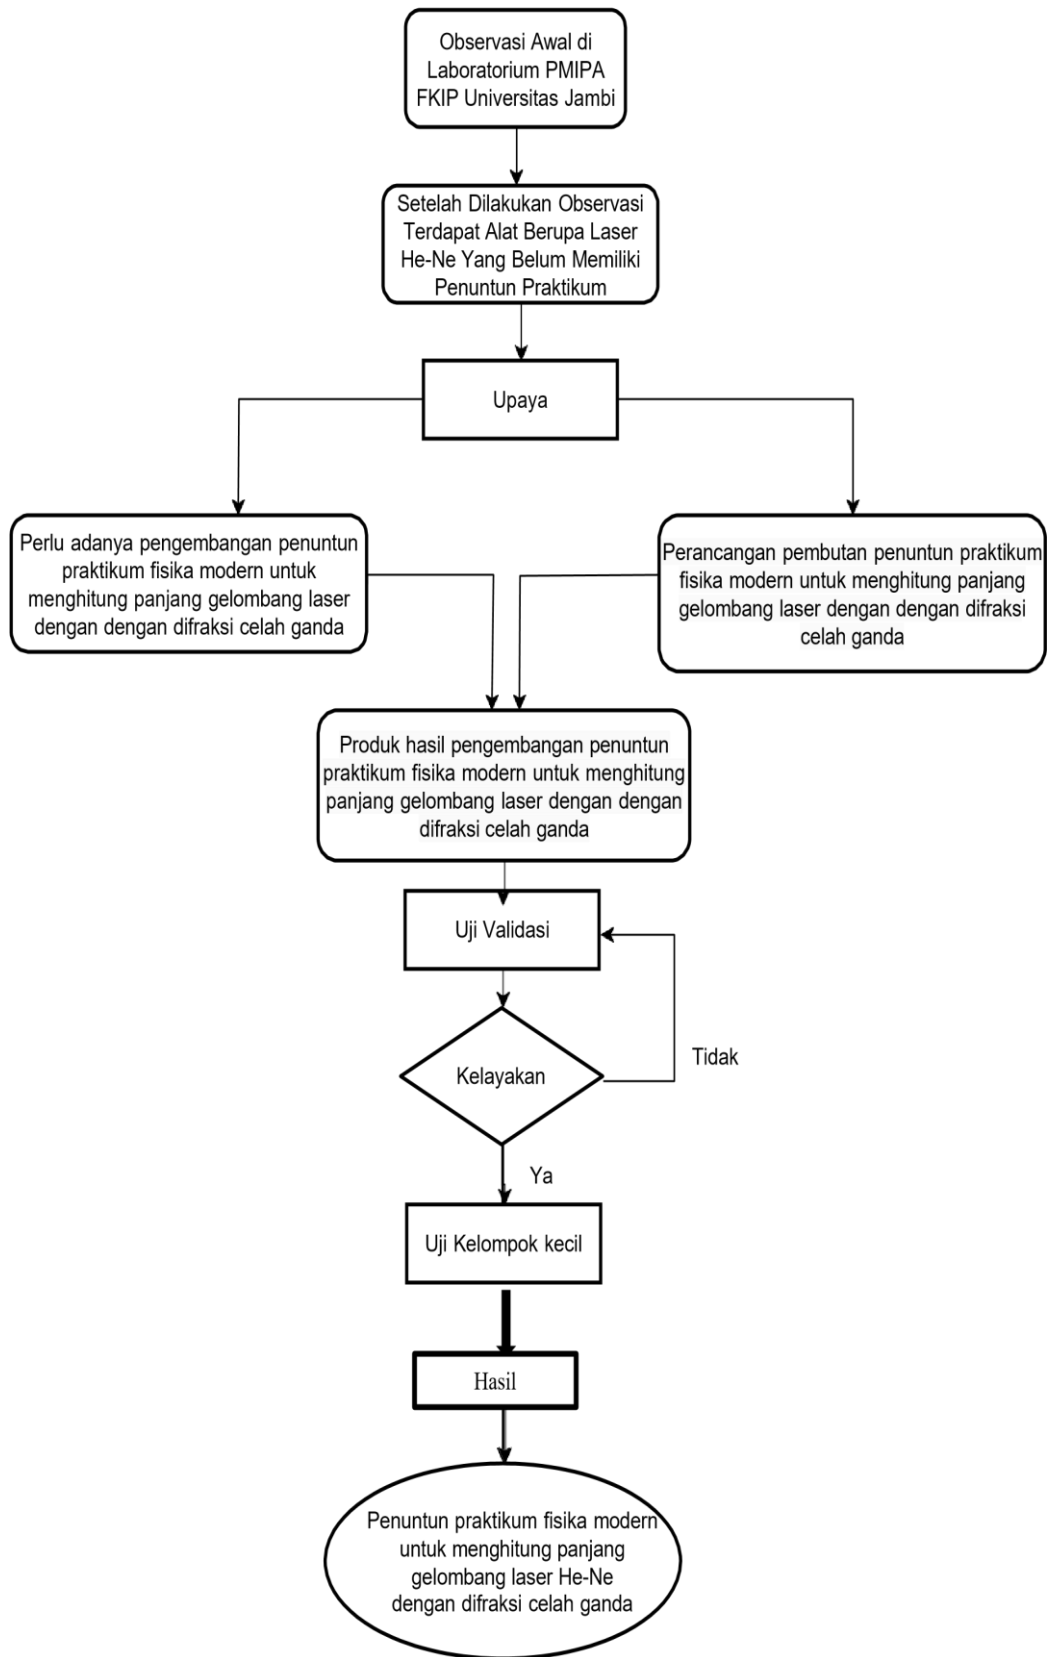 Observasi Awal di
Laboratorium PMIPA
FKIP Universitas Jambi
Setelah Dilakukan Observasi
Terdapat Alat Berupa Laser
He-Ne Yang Belum Memiliki
Penuntun Praktikum
Upaya
Perlu adanya pengembangan penuntun
praktikum fisika modern untuk
menghitung panjang gelombang laser
dengan dengan difraksi celah ganda
Perancangan pembutan penuntun praktikum
fisika modern untuk menghitung panjang
gelombang laser dengan dengan difraksi
celah ganda
Produk hasil pengembangan penuntun
praktikum fisika modern untuk menghitung
panjang gelombang laser dengan dengan
difraksi celah ganda
Uji Validasi
Kelayakan
Tidak
Ya
Uji Kelompok kecil
Hasil
Penuntun praktikum fisika modern
untuk menghitung panjang
gelombang laser He-Ne
dengan difraksi celah ganda